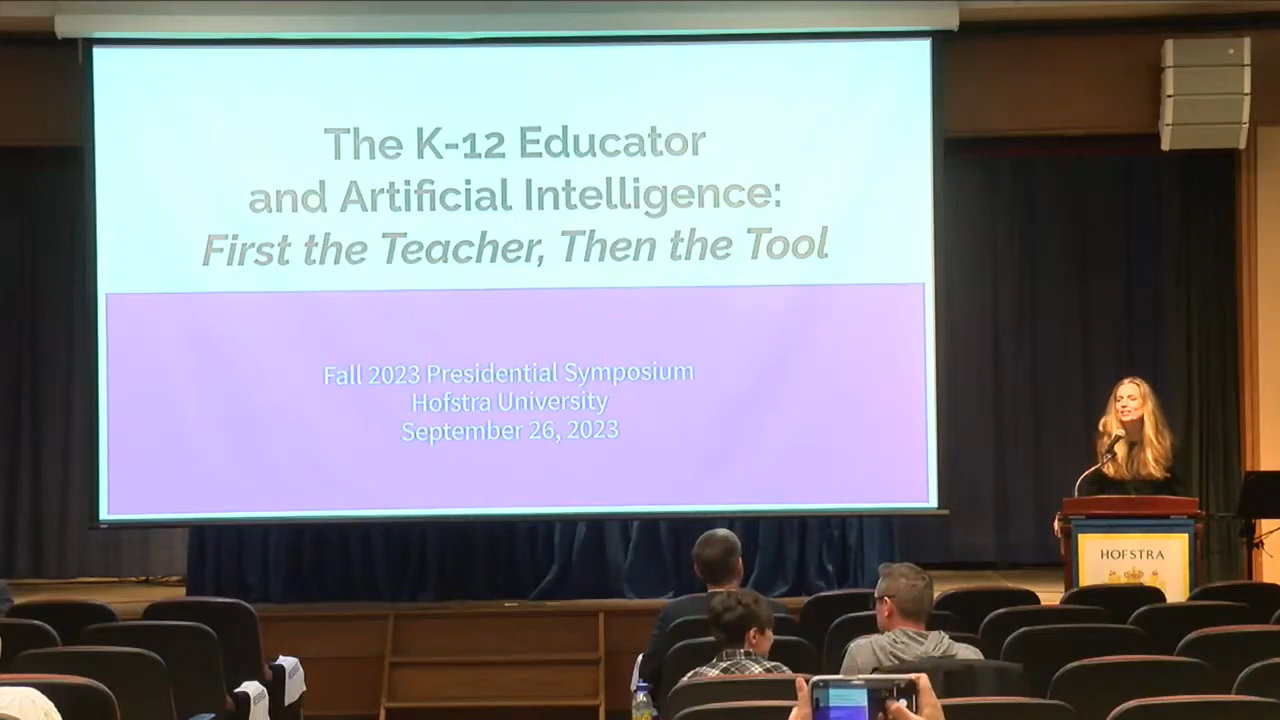 The K-12 Educator
and Artificial Intelligence:
First the Teacher, Then the Tool
Fall 2023 Presidential Symposium
Hofstra University
September 26, 2023
HOFSTRA